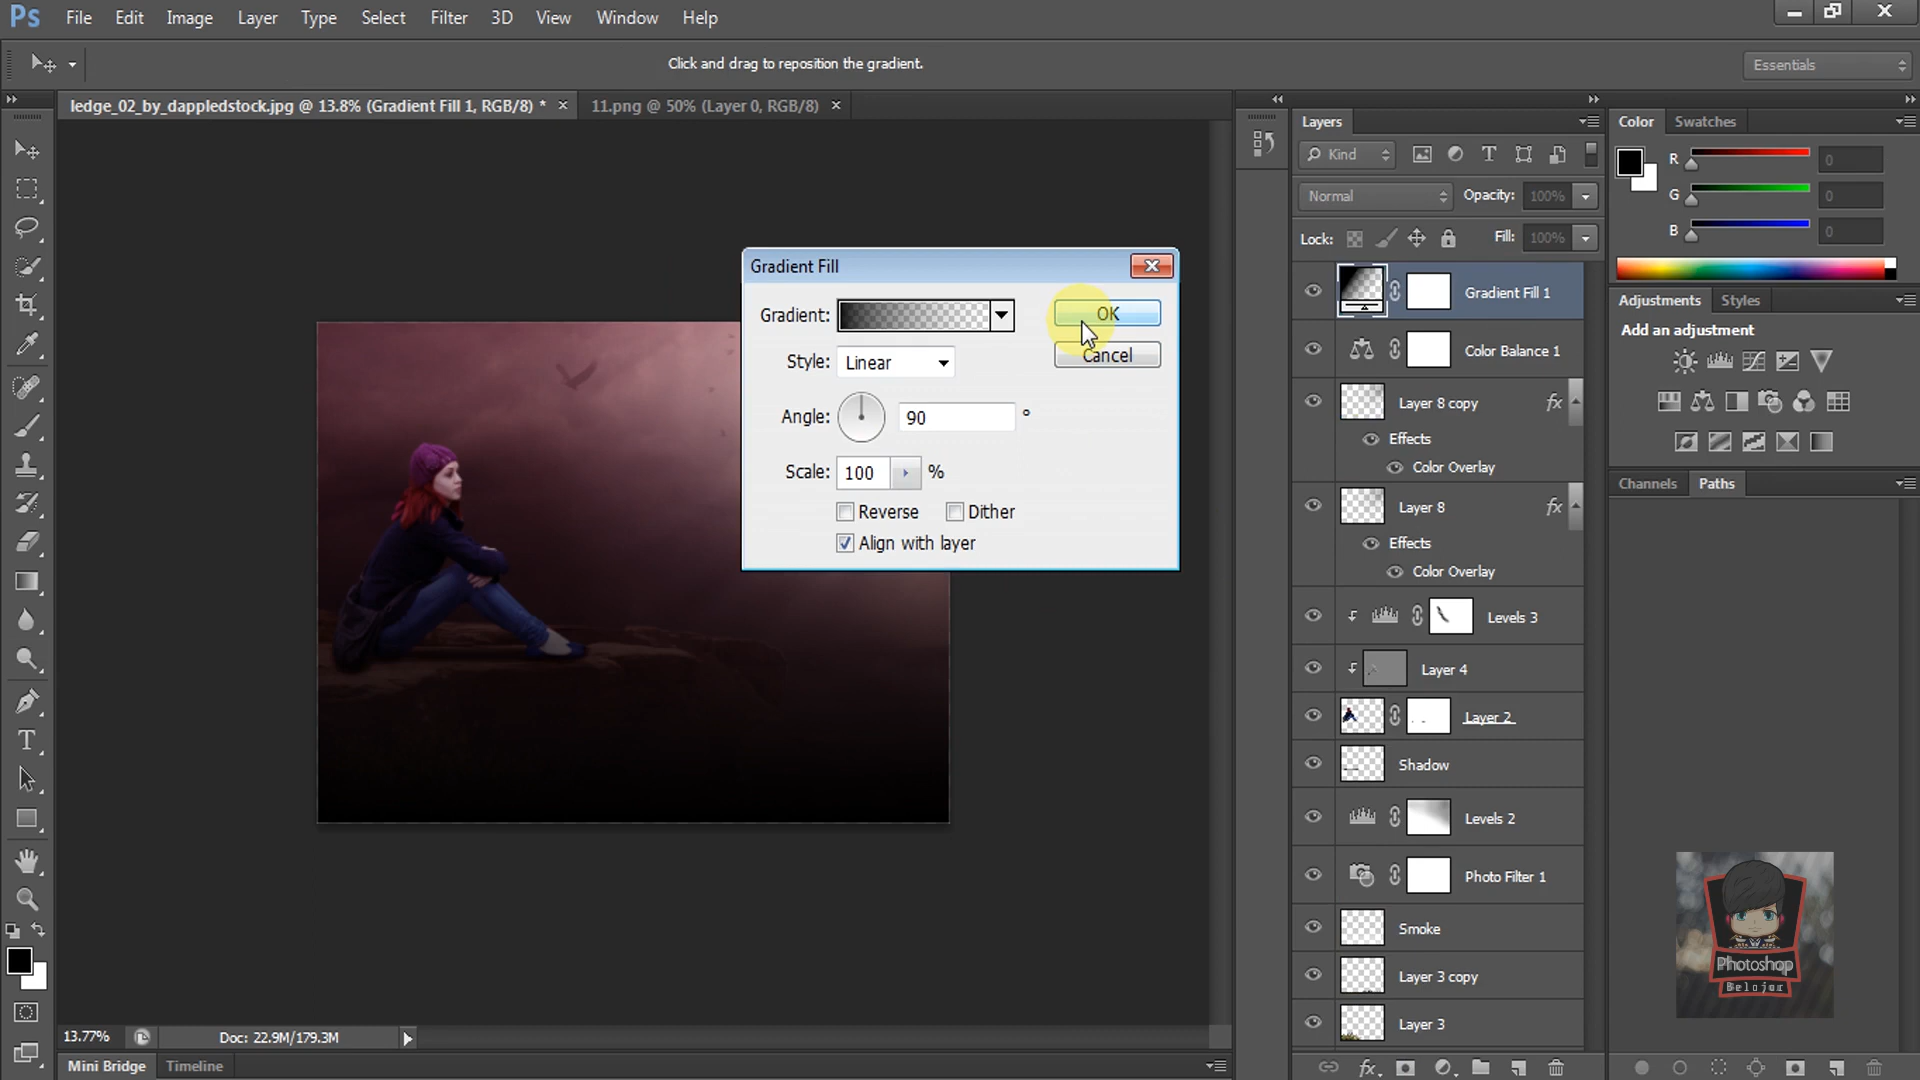 Ps File Edit Image Layer Type Select Filter 3D View Window Help
Click and drag to reposition the gradient.
Essentials
ledge_02_by_dappledstock.jpg @ 13.8% (Gradient Fill 1, RGB/8) *
11.png @ 50% (Layer 0, RGB/8)
Gradient Fill
Gradient:
OK
Cancel
Style: Linear
Angle: 90 °
Scale: 100 %
Reverse Dither
Align with layer
13.77%
Doc: 22.9M/179.3M
Mini Bridge Timeline
Layers
Kind
Normal Opacity: 100%
Lock: Fill: 100%
Gradient Fill 1
Color Balance 1
Layer 8 copy fx
Effects
Color Overlay
Layer 8 fx
Effects
Color Overlay
Levels 3
Layer 4
Layer 2
Shadow
Levels 2
Photo Filter 1
Smoke
Layer 3 copy
Layer 3
fx
Color Swatches
R 0
G 0
B 0
Adjustments Styles
Add an adjustment
Channels Paths
Photoshop
Belajar